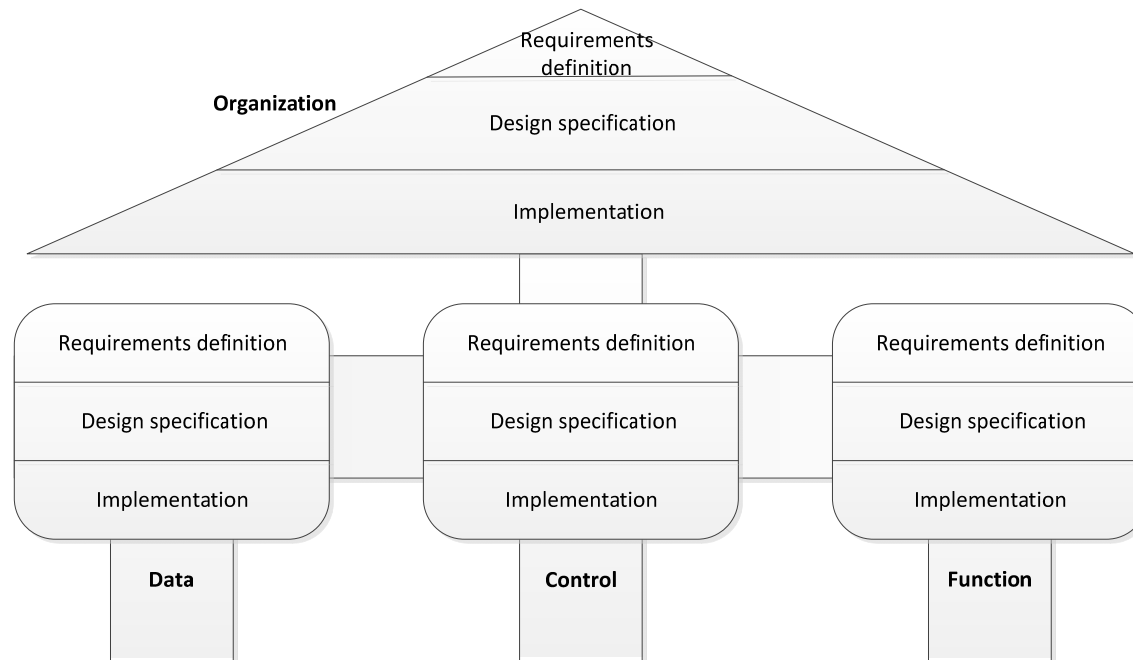 Requirements
definition
Organization
Design specification
Implementation
Requirements definition
Design specification
Implementation
Data
Requirements definition
Design specification
Implementation
Control
Requirements definition
Design specification
Implementation
Function